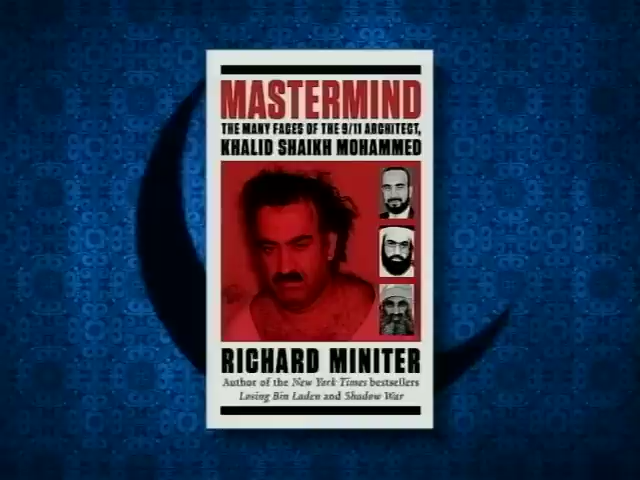 MASTERMIND
THE MANY FACES OF THE 9/11 ARCHITECT,
KHALID SHAIKH MOHAMMED
RICHARD MINITER
Author of the New York Times bestsellers
Losing Bin Laden and Shadow War